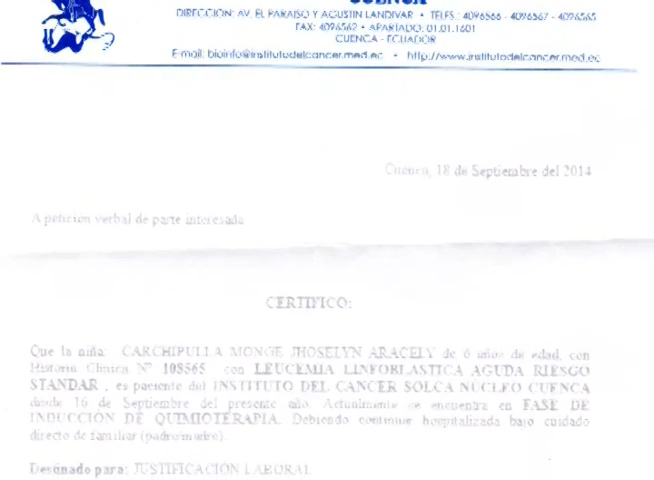 CUENCA
DIRECCION: AV. EL PARAISO Y AGUSTIN LANDIVAR • TELFS.: 4096566 - 4096567 - 4096565
FAX: 4096562 • APARTADO: 01.01.1601
CUENCA - ECUADOR
E-mail: bioinfo@institutodelcancer.med.ec • http://www.institutodelcancer.med.ec
Cuenca, 18 de Septiembre del 2014
A petición verbal de parte interesada
CERTIFICO:
Que la niña: CARCHIPULLA MONGE JHOSELYN ARACELY de 6 años de edad, con
Historia Clínica Nº 108565 con LEUCEMIA LINFOBLASTICA AGUDA RIESGO
STANDAR , es paciente del INSTITUTO DEL CANCER SOLCA NUCLEO CUENCA
desde 16 de Septiembre del presente año. Actualmente se encuentra en FASE DE
INDUCCIÓN DE QUIMIOTERAPIA. Debiendo continuar hospitalizada bajo cuidado
directo de familiar (padre/madre).
Destinado para: JUSTIFICACIÓN LABORAL